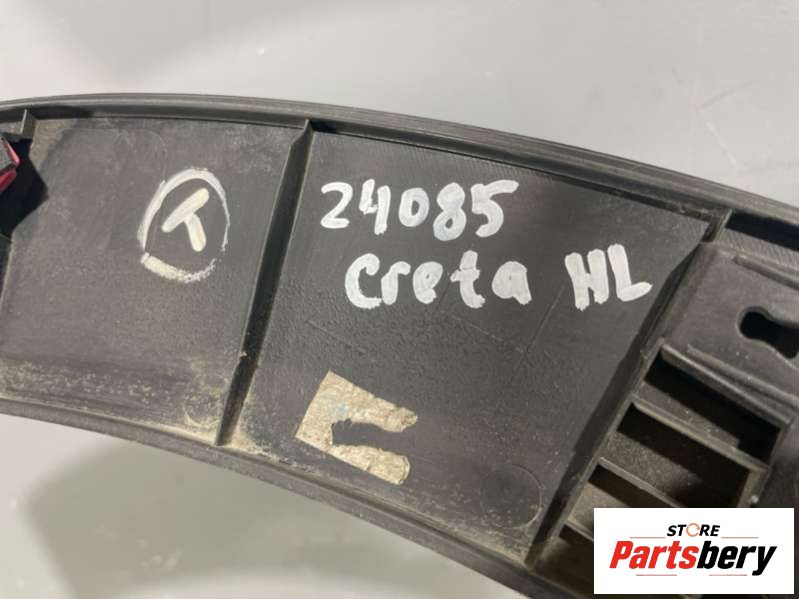 T
24085
Creta HL
STORE
Partsbery